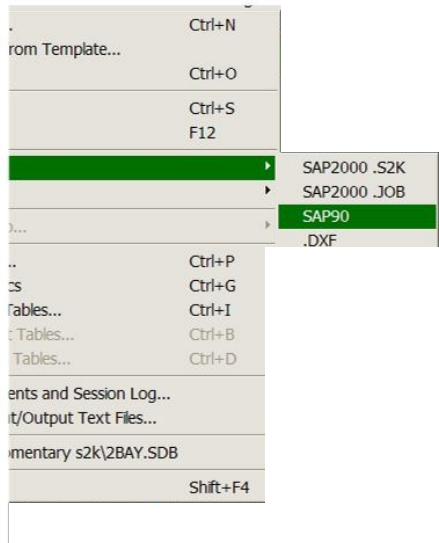 . Ctrl+N
rom Template...
Ctrl+O
Ctrl+S
F12
SAP2000 .S2K
SAP2000 .JOB
SAP90
.DXF
)...
.. Ctrl+P
cs Ctrl+G
Tables... Ctrl+I
t Tables... Ctrl+B
Tables... Ctrl+D
ents and Session Log...
t/Output Text Files...
omentary s2k\2BAY.SDB
Shift+F4